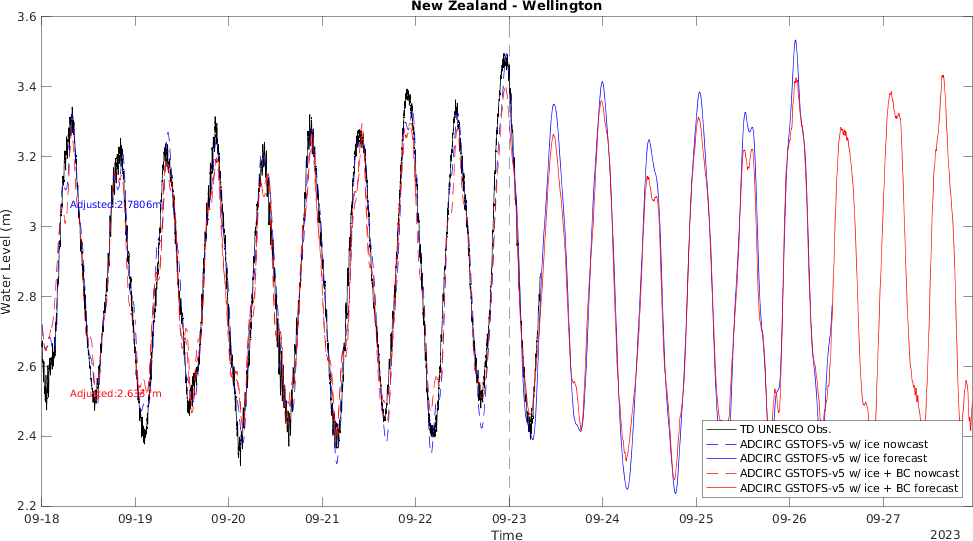 New Zealand - Wellington
3.6
3.4
3.2
3
2.8
2.6
2.4
2.2
Water Level (m)
Adjusted:2.7806m
TD UNESCO Obs.
ADCIRC GSTOFS-v5 w/ ice nowcast
ADCIRC GSTOFS-v5 w/ ice forecast
ADCIRC GSTOFS-v5 w/ ice + BC nowcast
ADCIRC GSTOFS-v5 w/ ice + BC forecast
09-18 09-19 09-20 09-21 09-22 09-23 09-24 09-25 09-26 09-27
Time
2023